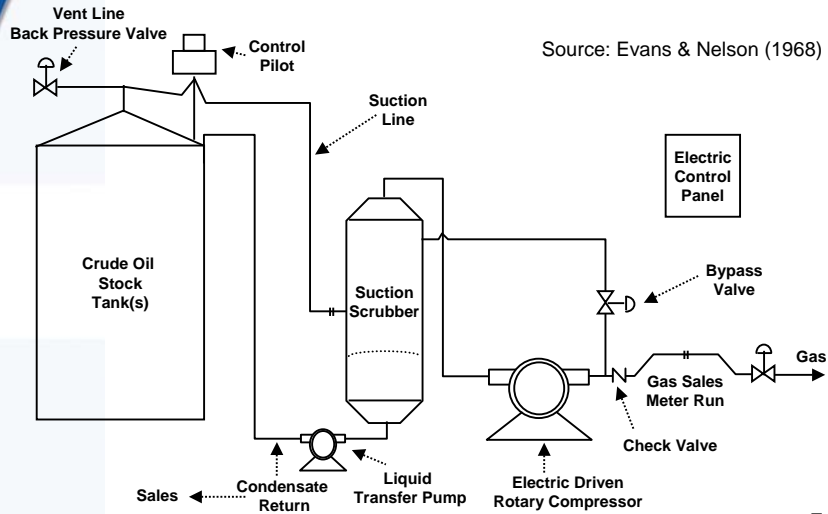 Vent Line
Back Pressure Valve
Control
Pilot
Source: Evans & Nelson (1968)
Suction
Line
Electric
Control
Panel
Crude Oil
Stock
Tank(s)
Suction
Scrubber
Bypass
Valve
Gas
Gas Sales
Meter Run
Check Valve
Liquid
Transfer Pump
Electric Driven
Rotary Compressor
Condensate
Return
Sales